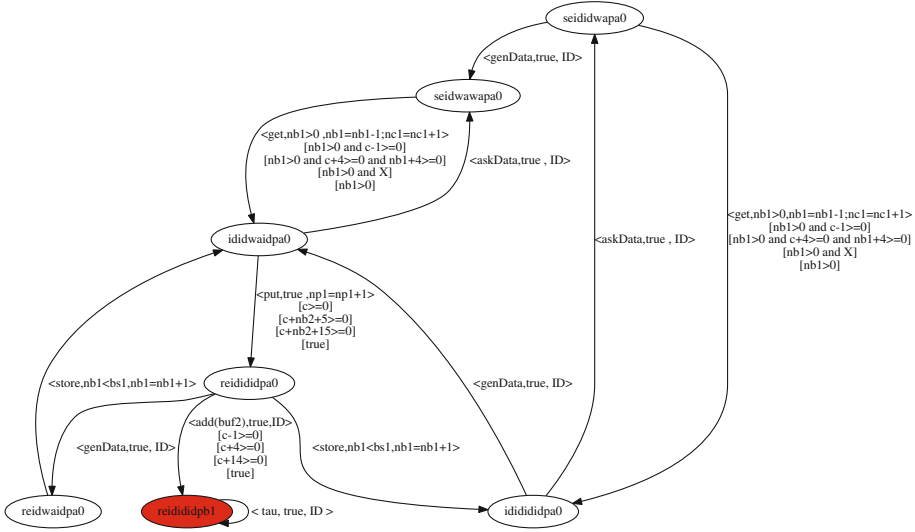 seididwapa0
<genData,true, ID>
seidwawapa0
<get,nb1>0 ,nb1=nb1-1;nc1=nc1+1>
[nb1>0 and c-1>=0]
[nb1>0 and c+4>=0 and nb1+4>=0]
[nb1>0 and X]
[nb1>0]
<askData,true , ID>
<get,nb1>0,nb1=nb1-1;nc1=nc1+1>
[nb1>0 and c-1>=0]
[nb1>0 and c+4>=0 and nb1+4>=0]
[nb1>0 and X]
[nb1>0]
ididwaidpa0
<askData,true , ID>
<put,true ,np1=np1+1>
[c>=0]
[c+nb2+5>=0]
[c+nb2+15>=0]
[true]
<store,nb1<bs1,nb1=nb1+1>
reidididpa0
<genData,true, ID>
<genData,true, ID>
<add(buf2),true,ID>
[c-1>=0]
[c+4>=0]
[c+14>=0]
[true]
<store,nb1<bs1,nb1=nb1+1>
reidwaidpa0
reidididpb1
< tau, true, ID >
idididid​pa0